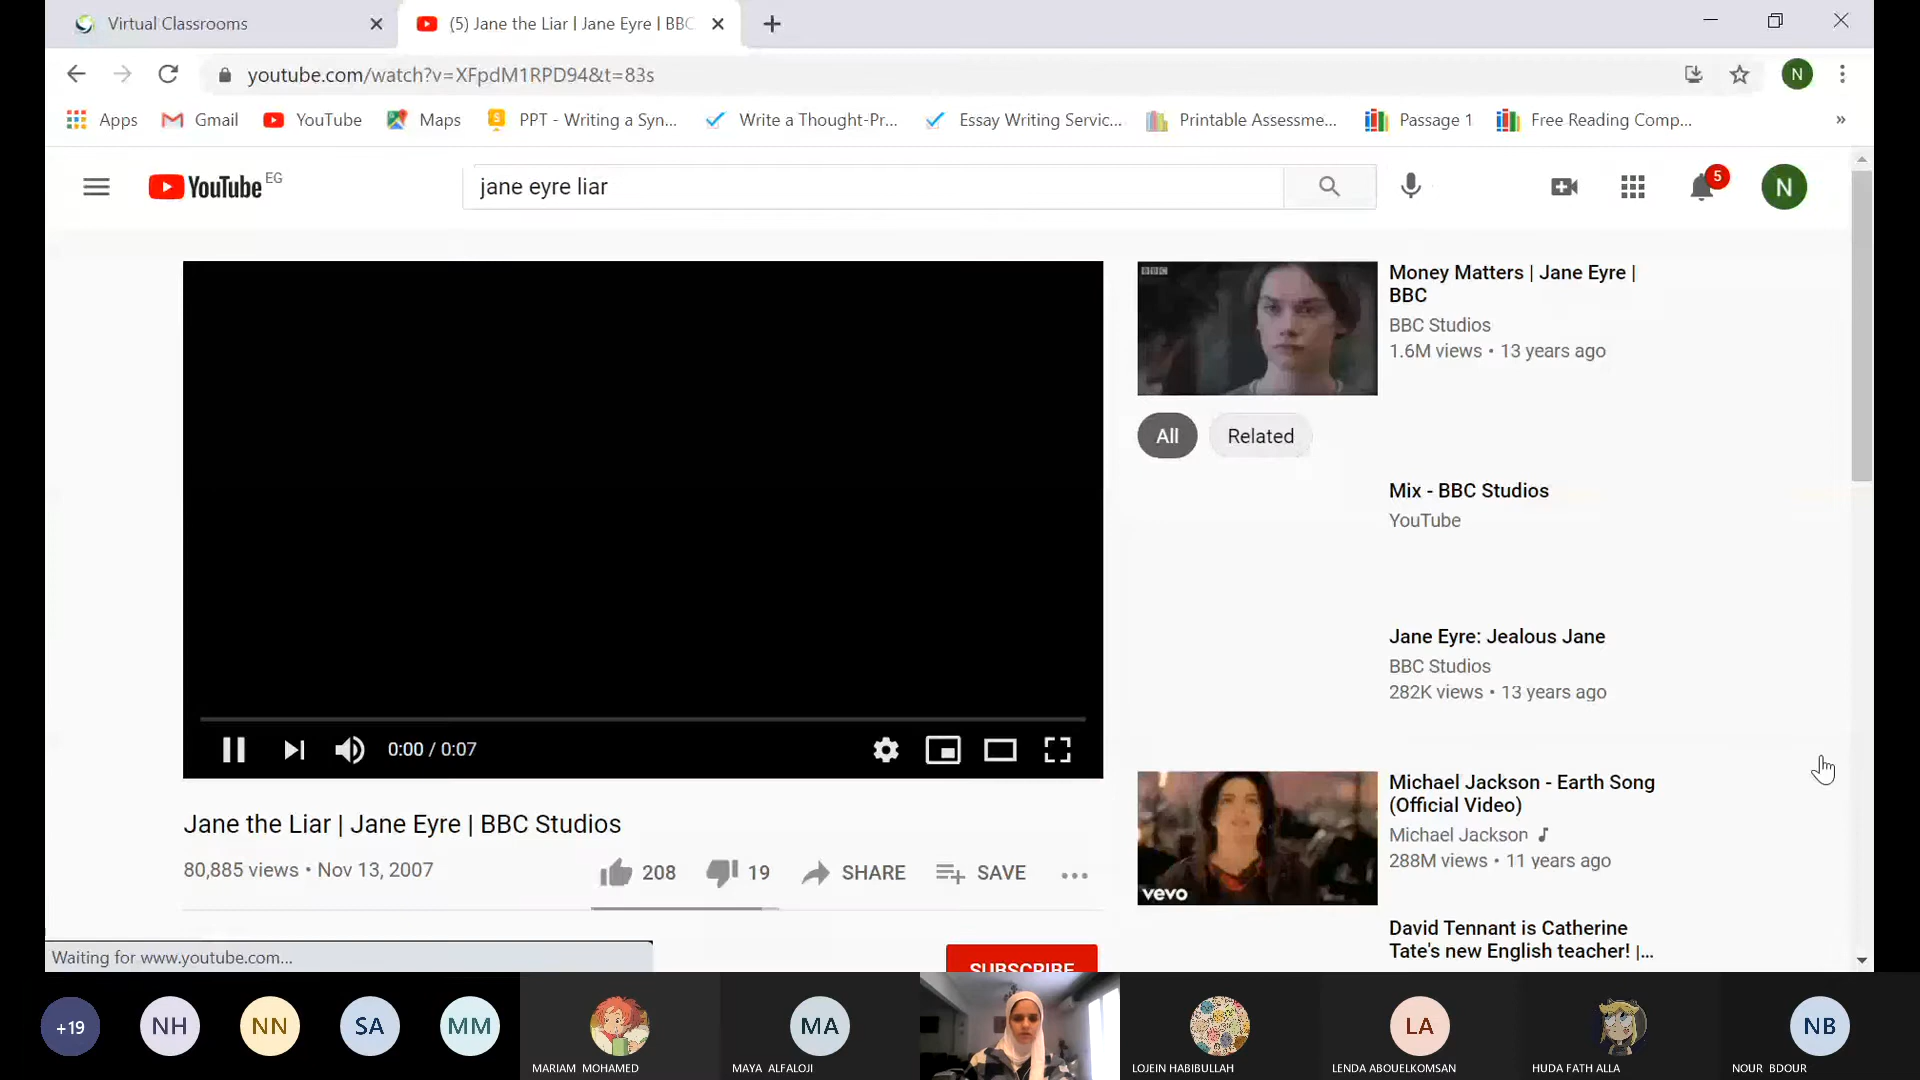 Virtual Classrooms
(5) Jane the Liar | Jane Eyre | BBC
youtube.com/watch?v=XFpdM1RPD94&t=83s
N
Apps
Gmail
YouTube
Maps
PPT - Writing a Syn...
Write a Thought-Pr...
Essay Writing Servic...
Printable Assessme...
Passage 1
Free Reading Comp...
»
YouTube EG
jane eyre liar
5
N
BBC
Money Matters | Jane Eyre |
BBC
BBC Studios
1.6M views • 13 years ago
All
Related
Mix - BBC Studios
YouTube
Jane Eyre: Jealous Jane
BBC Studios
282K views • 13 years ago
0:00 / 0:07
Michael Jackson - Earth Song
(Official Video)
Michael Jackson
288M views • 11 years ago
vevo
David Tennant is Catherine
Tate's new English teacher! |...
Jane the Liar | Jane Eyre | BBC Studios
80,885 views • Nov 13, 2007
208
19
SHARE
SAVE
SUBSCRIBE
Waiting for www.youtube.com...
+19
NH
NN
SA
MM
MARIAM MOHAMED
MA
MAYA ALFALOJI
LOJEIN HABIBULLAH
LA
LENDA ABOUELKOMSAN
HUDA FATH ALLA
NB
NOUR BDOUR